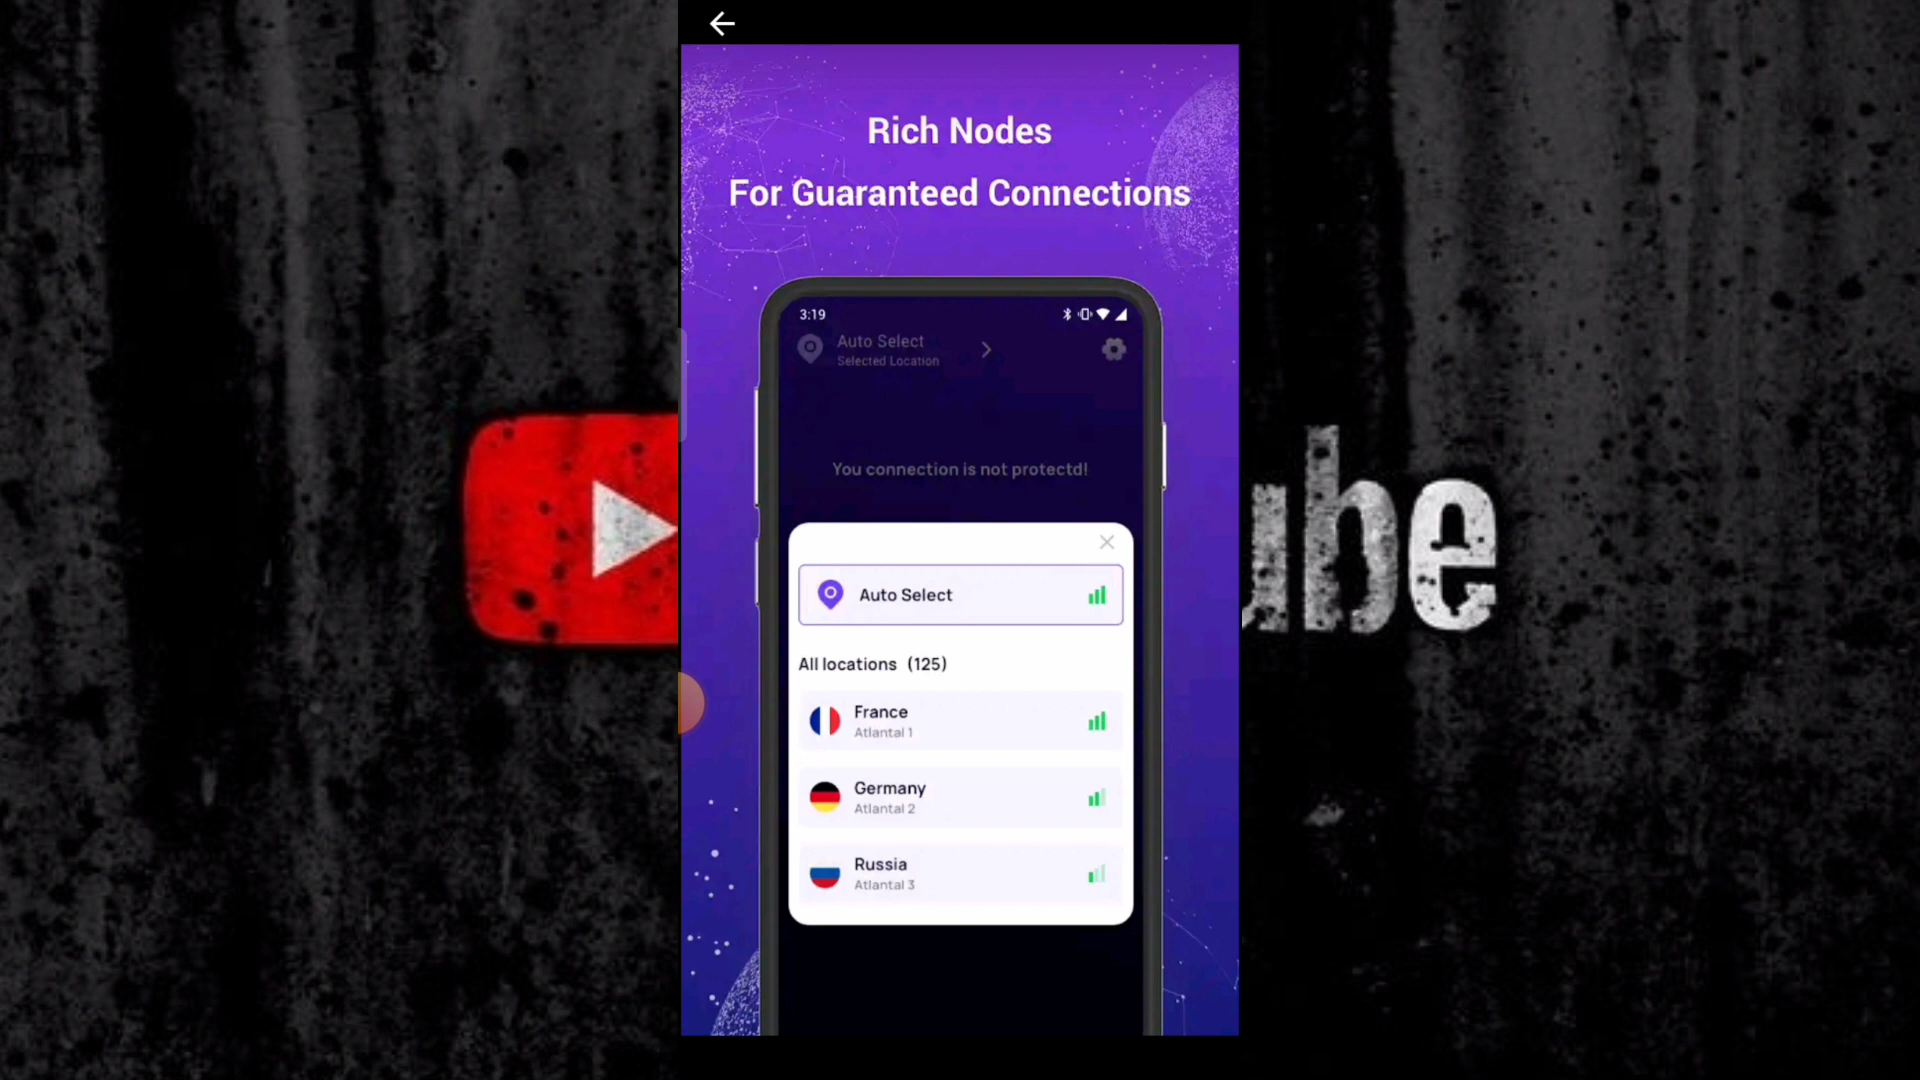 Rich Nodes
For Guaranteed Connections
3:19
Auto Select
Selected Location
You connection is not protectd!
Auto Select
All locations (125)
France
Atlantal 1
Germany
Atlantal 2
Russia
Atlantal 3
ube